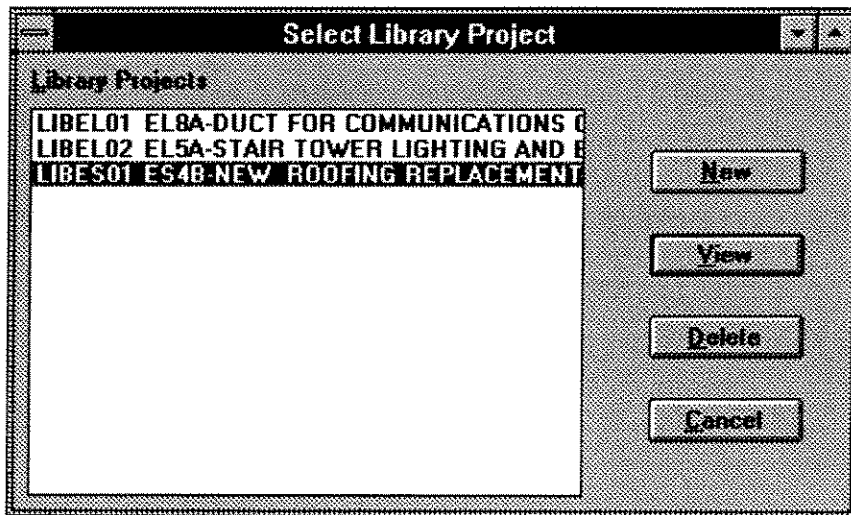 Select Library Project
Library Projects
LIBEL01 EL8A-DUCT FOR COMMUNICATIONS
LIBEL02 EL5A-STAIR TOWER LIGHTING AND
LIBES01 ES4B-NEW ROOFING REPLACEMENT
New
View
Delete
Cancel